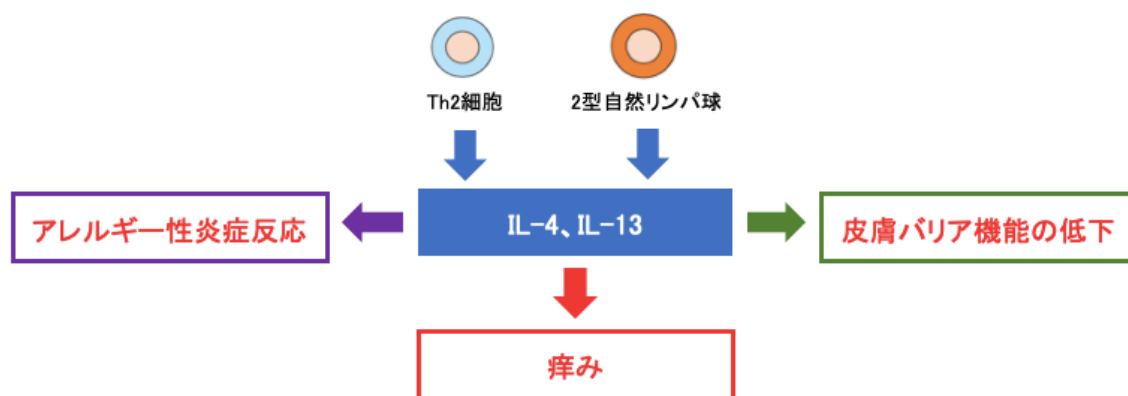 Th2細胞
2型自然リンパ球
アレルギー性炎症反応
IL-4、IL-13
皮膚バリア機能の低下
痒み